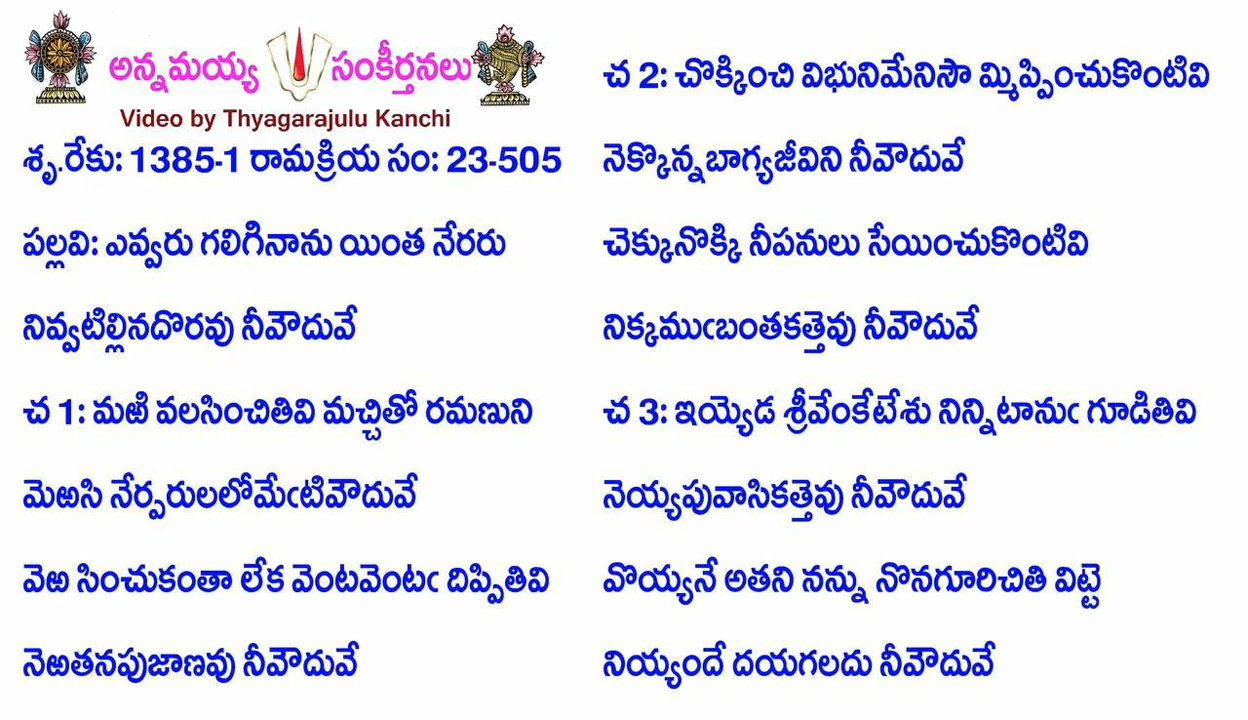 అన్నమయ్య సంకీర్తనలు
Video by Thyagarajulu Kanchi
శృ.రేకు: 1385-1 రామక్రియ సం: 23-505
పల్లవి: ఎవ్వరు గలిగినాను యింత నేరరు
నివ్వటిల్లినదొరవు నీవౌదువే
చ 1: మఱి వలసించితివి మచ్చితో రమణుని
మెఱసి నేర్పరులలోమేఁటివౌదువే
వెఱ సించుకంతా లేక వెంటవెంటఁ దిప్పితివి
నెఱతనపుజాణవు నీవౌదువే
చ 2: చొక్కించి విభునిమేనిసొ మ్మిప్పించుకొంటివి
నెక్కొన్నబాగ్యజీవిని నీవౌదువే
చెక్కునొక్కి నీపనులు సేయించుకొంటివి
నిక్కముఁబంతకత్తెవు నీవౌదువే
చ 3: ఇయ్యెడ శ్రీవేంకటేశు నిన్నిటానుఁ గూడితివి
నెయ్యపువాసికత్తెవు నీవౌదువే
వొయ్యనే అతని నన్ను నొనగూరిచితి విట్టె
నియ్యందే దయగలదు నీవౌదువే